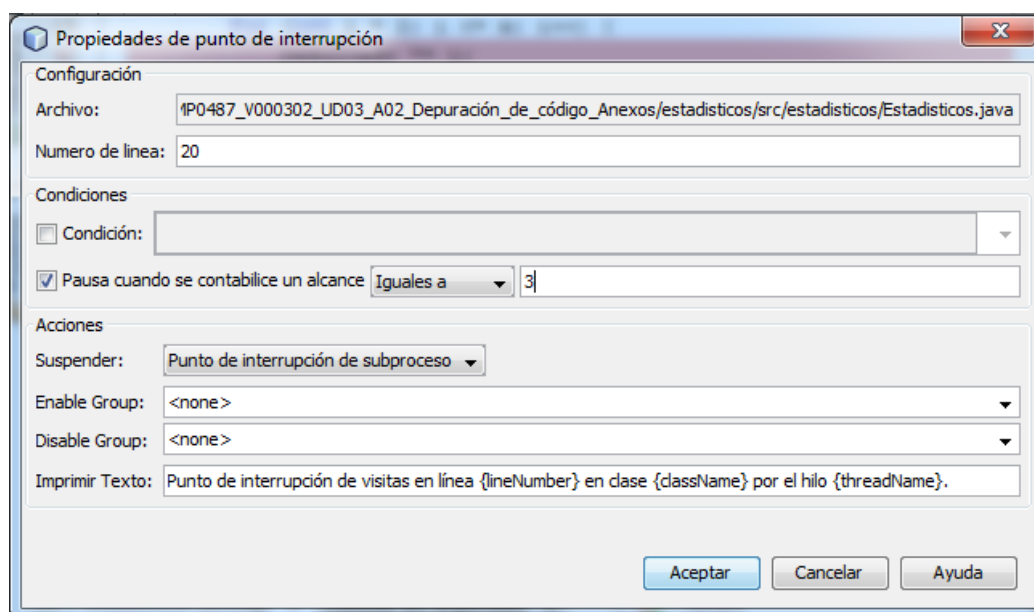 Propiedades de punto de interrupción
Configuración
Archivo: MP0487_V000302_UD03_A02_Depuración_de_código_Anexos/estadisticos/src/estadisticos/Estadisticos.java
Numero de linea: 20
Condiciones
Condición:
Pausa cuando se contabilice un alcance Iguales a 3
Acciones
Suspender: Punto de interrupción de subproceso
Enable Group: <none>
Disable Group: <none>
Imprimir Texto: Punto de interrupción de visitas en línea {lineNumber} en clase {className} por el hilo {threadName}.
Aceptar Cancelar Ayuda